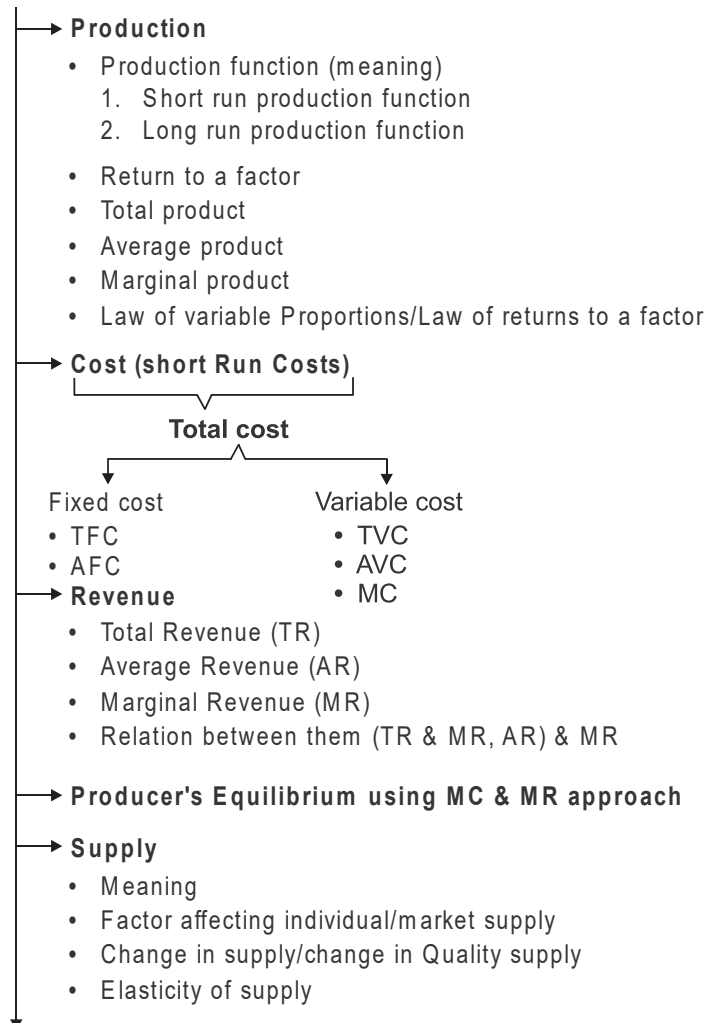 Production
• Production function (meaning)
1. Short run production function
2. Long run production function
• Return to a factor
• Total product
• Average product
• Marginal product
• Law of variable Proportions/Law of returns to a factor
Cost (short Run Costs)
Total cost
Fixed cost
• TFC
• AFC
Variable cost
• TVC
• AVC
• MC
Revenue
• Total Revenue (TR)
• Average Revenue (AR)
• Marginal Revenue (MR)
• Relation between them (TR & MR, AR) & MR
Producer's Equilibrium using MC & MR approach
Supply
• Meaning
• Factor affecting individual/market supply
• Change in supply/change in Quality supply
• Elasticity of supply